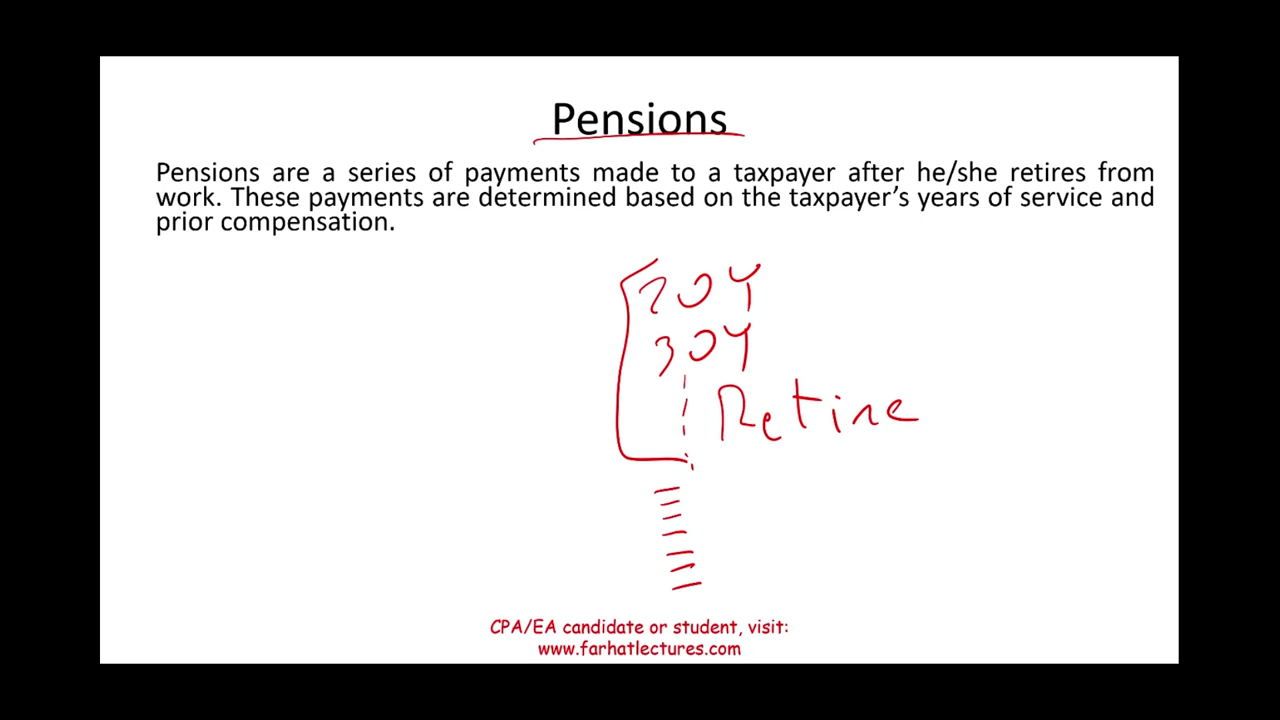 Pensions
Pensions are a series of payments made to a taxpayer after he/she retires from
work. These payments are determined based on the taxpayer's years of service and
prior compensation.
20Y
30Y
Retire
CPA/EA candidate or student, visit:
www.farhatlectures.com